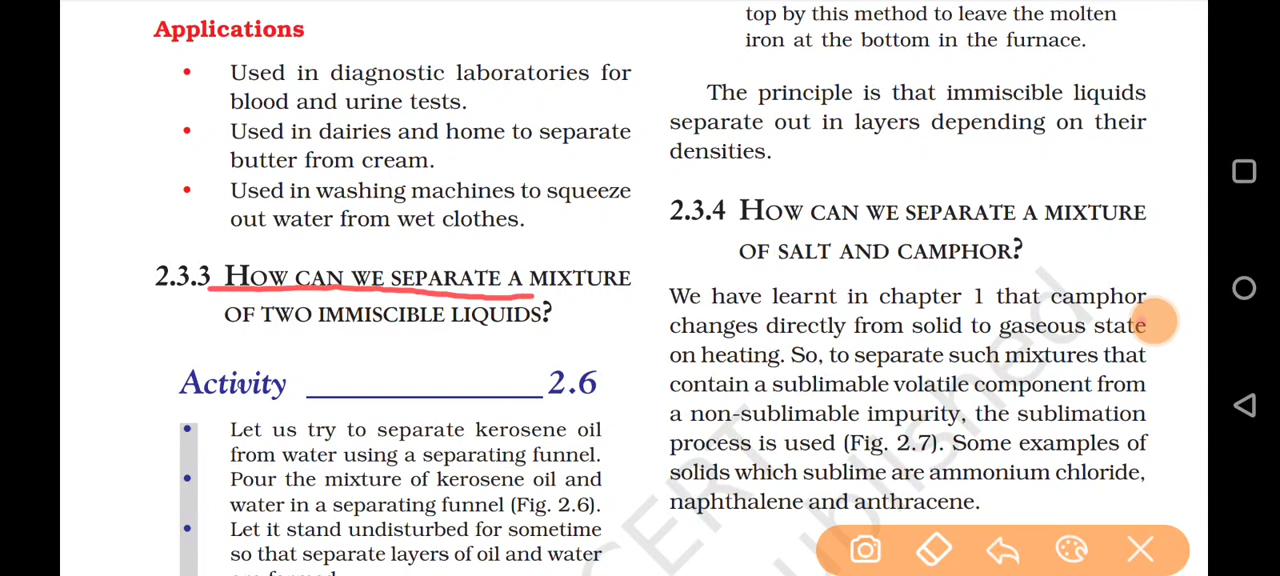 Applications
• Used in diagnostic laboratories for
blood and urine tests.
• Used in dairies and home to separate
butter from cream.
• Used in washing machines to squeeze
out water from wet clothes.
2.3.3 HOW CAN WE SEPARATE A MIXTURE
OF TWO IMMISCIBLE LIQUIDS?
Activity 2.6
• Let us try to separate kerosene oil
from water using a separating funnel.
• Pour the mixture of kerosene oil and
water in a separating funnel (Fig. 2.6).
• Let it stand undisturbed for sometime
so that separate layers of oil and water
top by this method to leave the molten
iron at the bottom in the furnace.
The principle is that immiscible liquids
separate out in layers depending on their
densities.
2.3.4 HOW CAN WE SEPARATE A MIXTURE
OF SALT AND CAMPHOR?
We have learnt in chapter 1 that camphor
changes directly from solid to gaseous state
on heating. So, to separate such mixtures that
contain a sublimable volatile component from
a non-sublimable impurity, the sublimation
process is used (Fig. 2.7). Some examples of
solids which sublime are ammonium chloride,
naphthalene and anthracene.